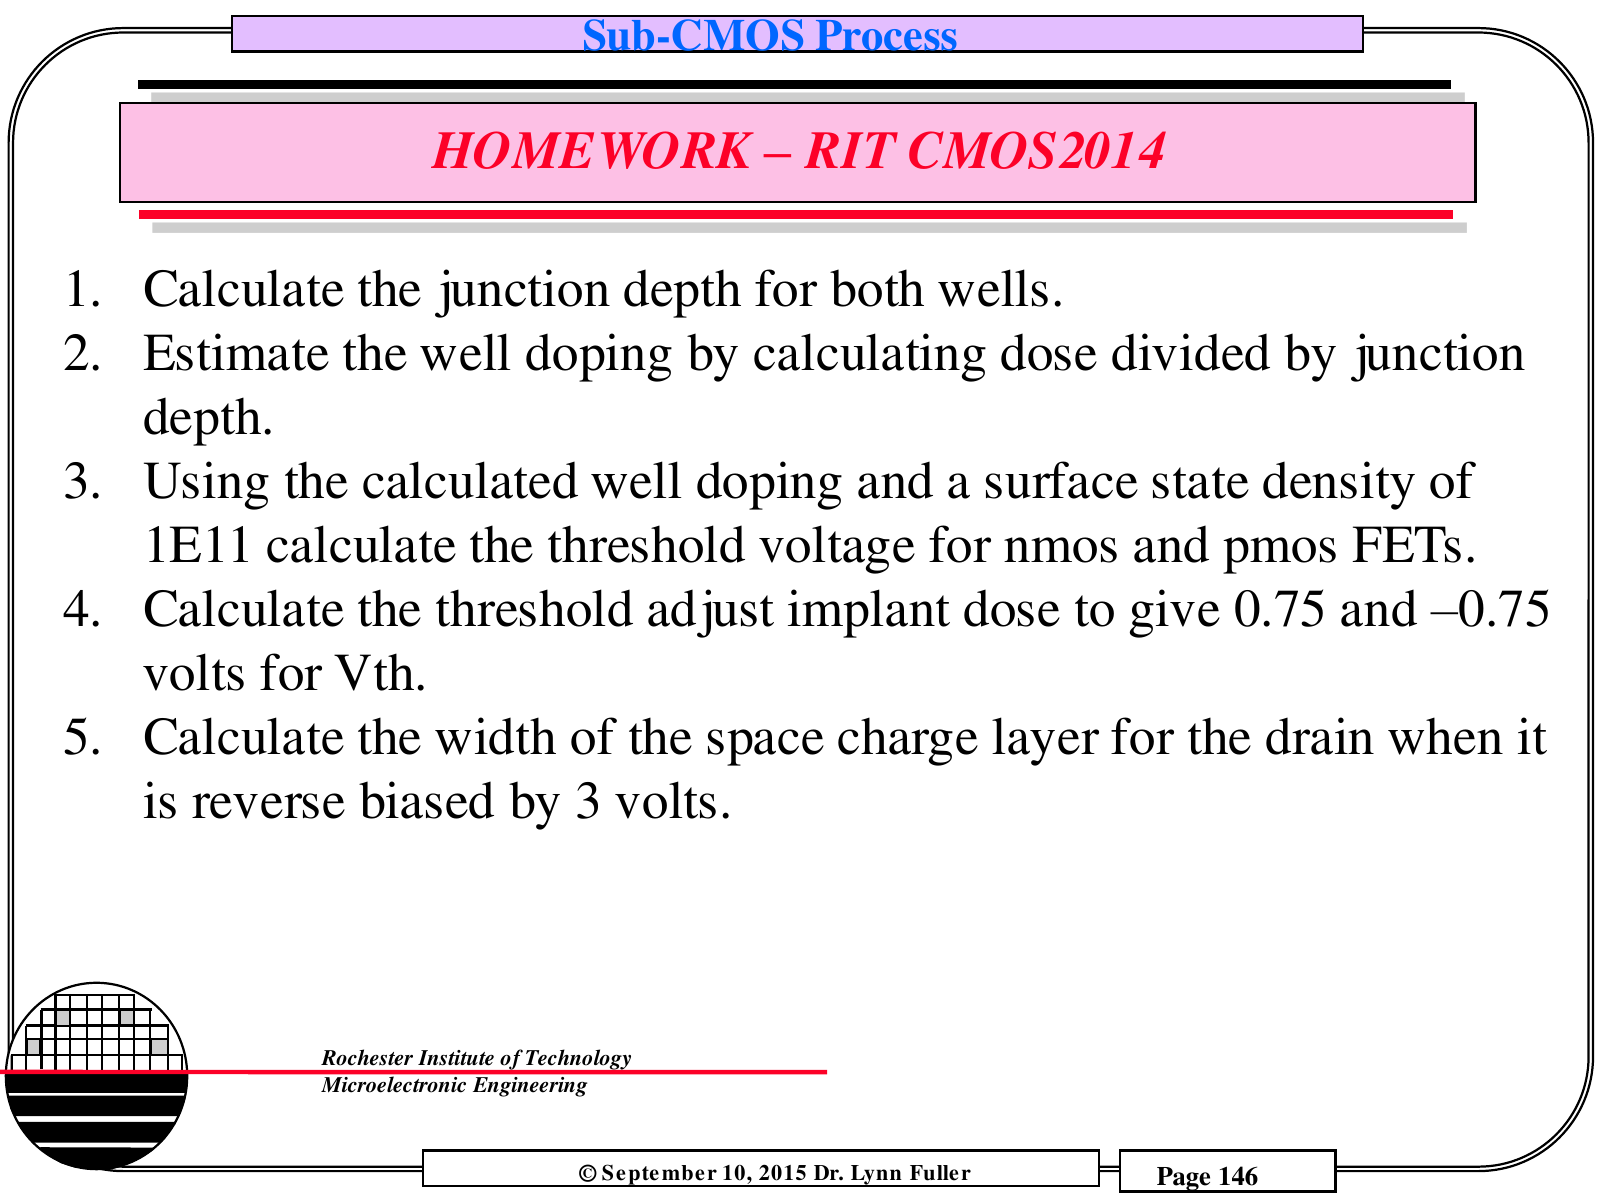 Sub-CMOS Process
HOMEWORK – RIT CMOS2014
1. Calculate the junction depth for both wells.
2. Estimate the well doping by calculating dose divided by junction
depth.
3. Using the calculated well doping and a surface state density of
1E11 calculate the threshold voltage for nmos and pmos FETs.
4. Calculate the threshold adjust implant dose to give 0.75 and –0.75
volts for Vth.
5. Calculate the width of the space charge layer for the drain when it
is reverse biased by 3 volts.
Rochester Institute of Technology
Microelectronic Engineering
© September 10, 2015 Dr. Lynn Fuller
Page 146